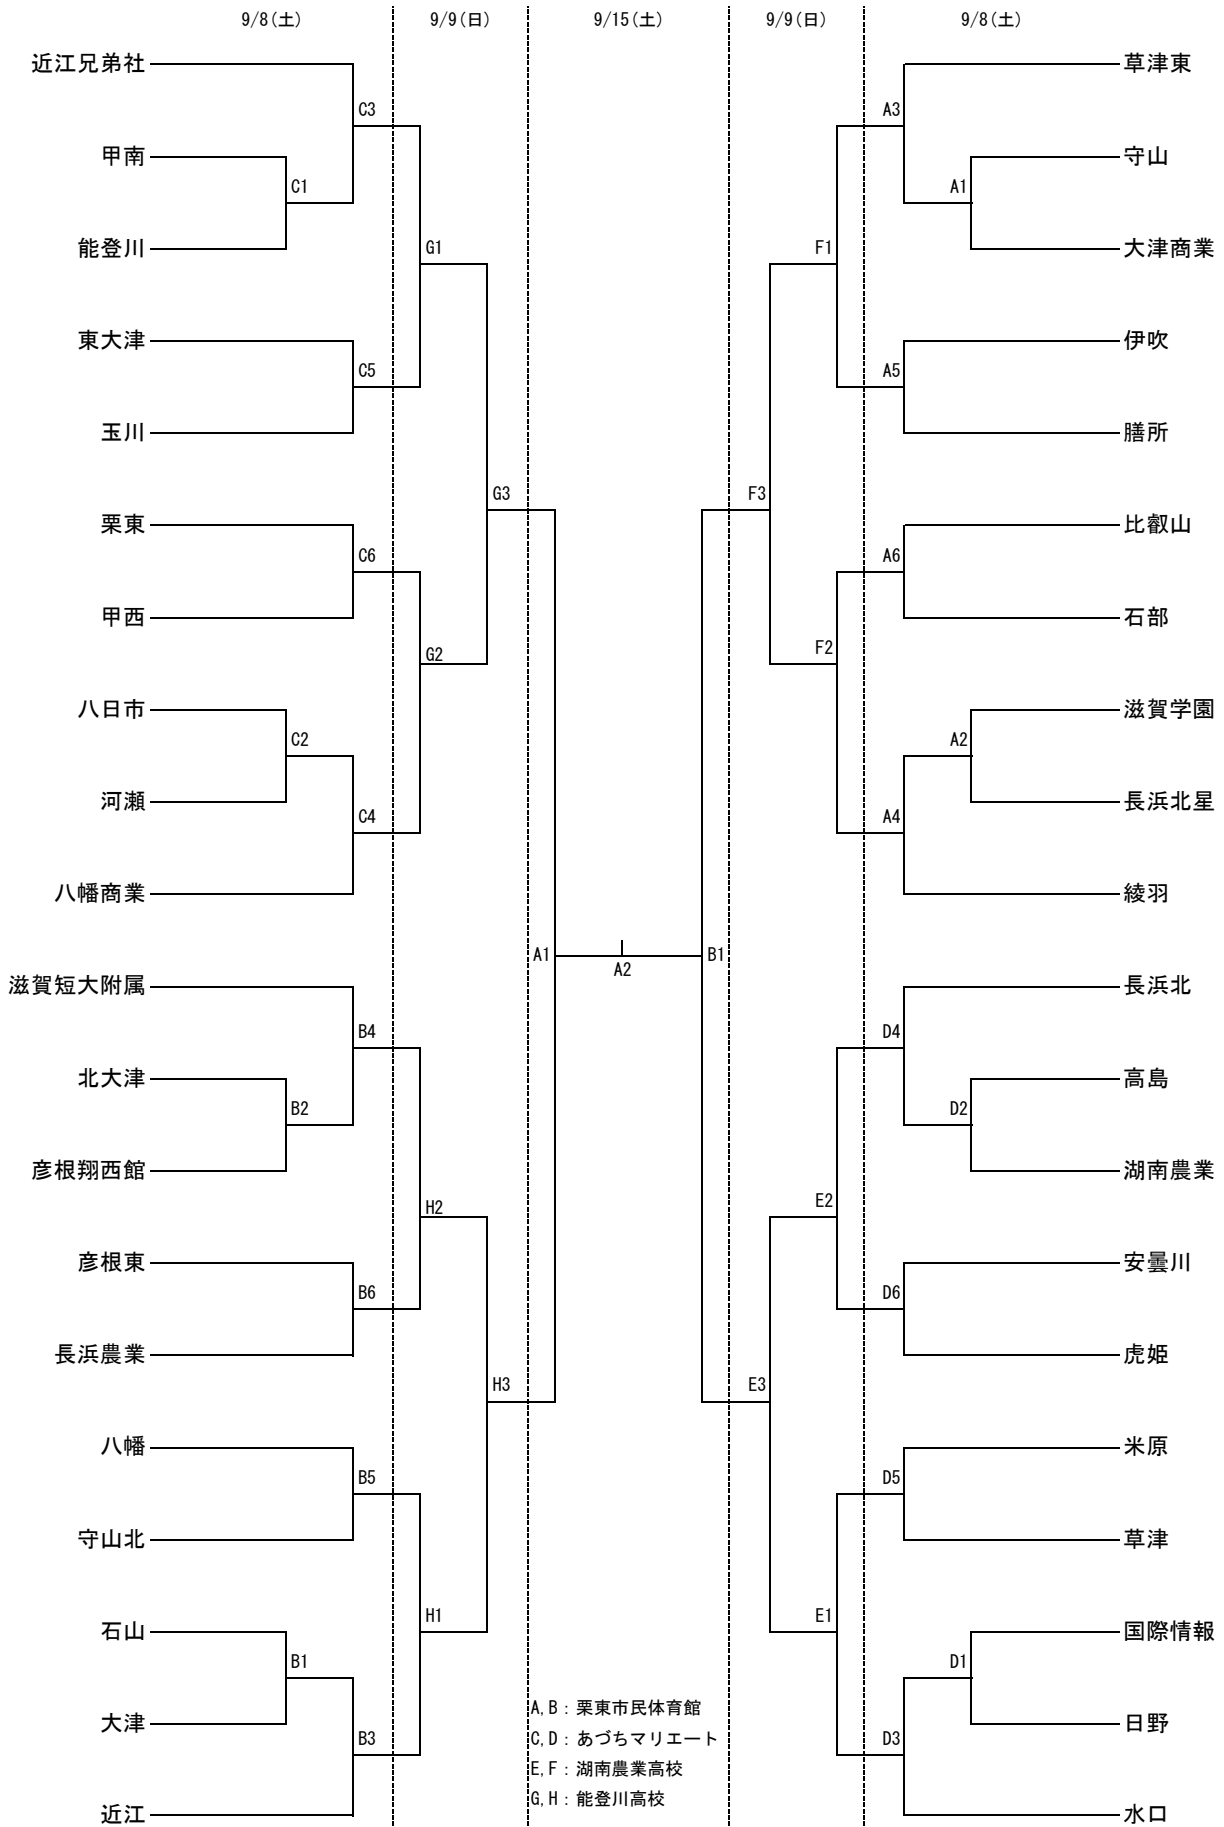 9/8(土) 9/9(日) 9/15(土) 9/9(日) 9/8(土)
近江兄弟社 草津東
C3 A3
甲南 守山
C1 A1
能登川 G1 F1 大津商業
東大津 伊吹
C5 A5
玉川 膳所
G3 F3
栗東 比叡山
C6 A6
甲西 石部
G2 F2
八日市 滋賀学園
C2 A2
河瀬 長浜北星
C4 A4
八幡商業 綾羽
A1 B1
A2
滋賀短大附属 長浜北
B4 D4
北大津 高島
B2 D2
彦根翔西館 湖南農業
H2 E2
彦根東 安曇川
B6 D6
長浜農業 虎姫
H3 E3
八幡 米原
B5 D5
守山北 草津
H1 E1
石山 国際情報
B1 D1
A,B：栗東市民体育館
大津 日野
C,D：あづちマリエート
B3 D3
E,F：湖南農業高校
G,H：能登川高校
近江 水口